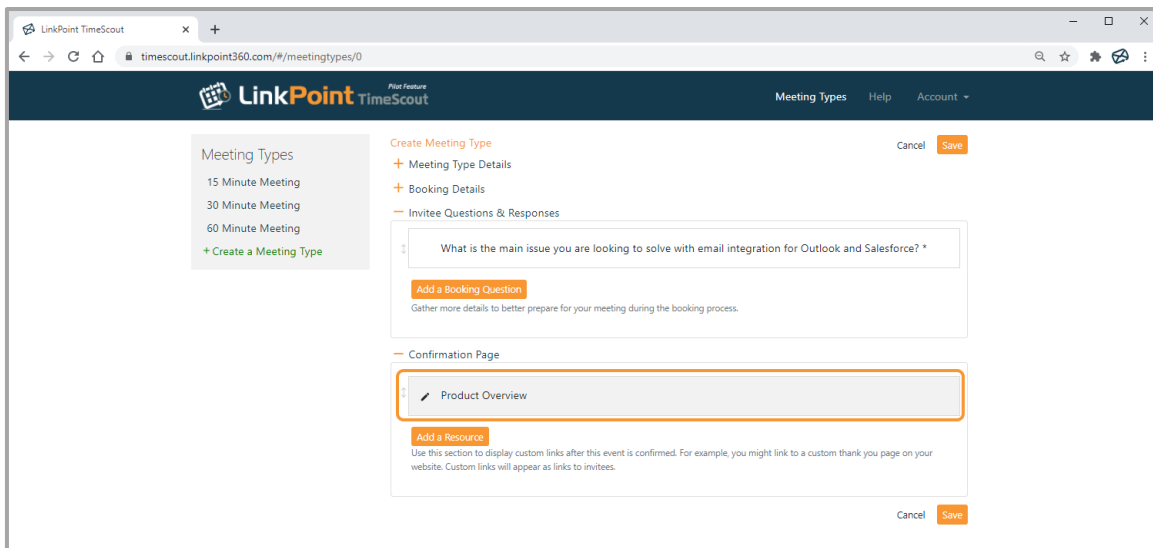 LinkPoint TimeScout
timescout.linkpoint360.com/#/meetingtypes/0
LinkPoint TimeScout
Pilot Feature
Meeting Types Help Account
Meeting Types
15 Minute Meeting
30 Minute Meeting
60 Minute Meeting
+ Create a Meeting Type
Create Meeting Type
Cancel Save
+ Meeting Type Details
+ Booking Details
− Invitee Questions & Responses
What is the main issue you are looking to solve with email integration for Outlook and Salesforce? *
Add a Booking Question
Gather more details to better prepare for your meeting during the booking process.
− Confirmation Page
Product Overview
Add a Resource
Use this section to display custom links after this event is confirmed. For example, you might link to a custom thank you page on your
website. Custom links will appear as links to invitees.
Cancel Save